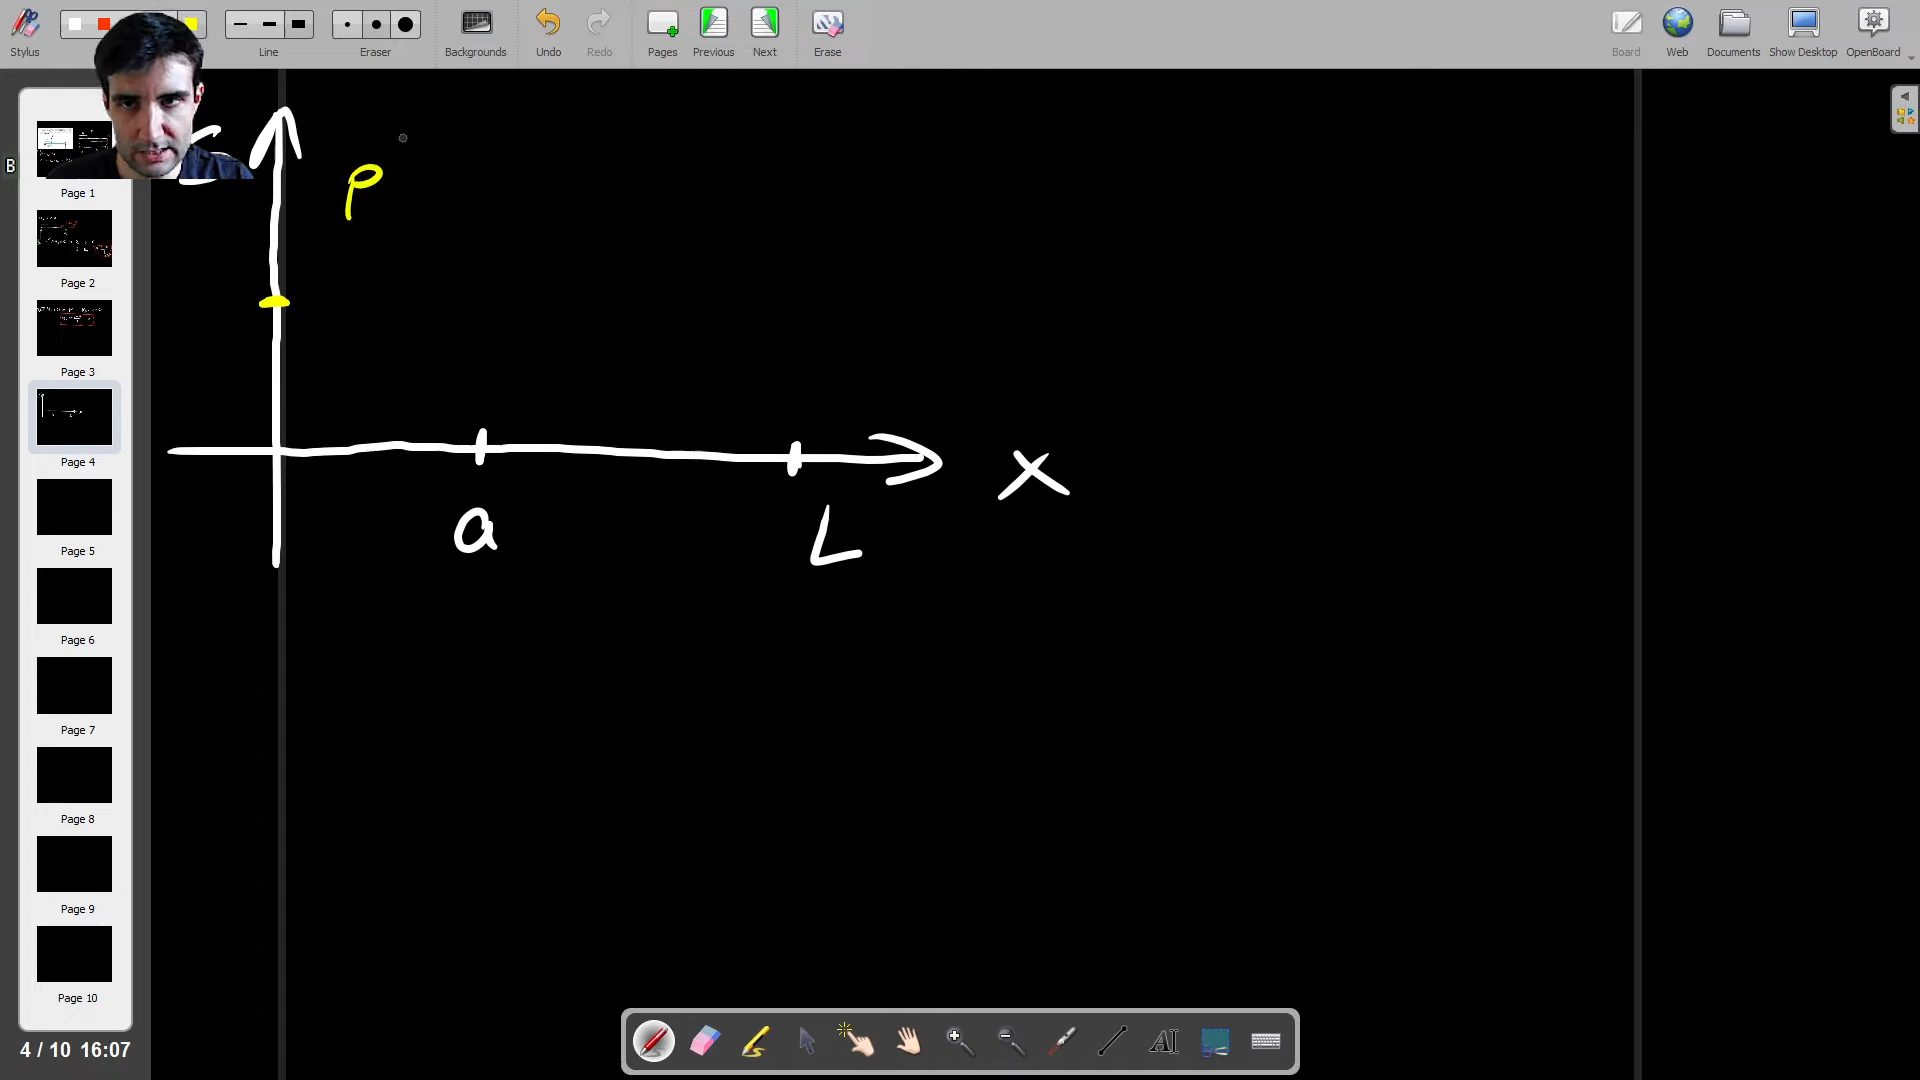 Stylus
Line
Eraser
Backgrounds
Undo
Redo
Pages
Previous
Next
Erase
Board
Web
Documents
Show Desktop
OpenBoard
B
P
a
L
x
Page 1
Page 2
Page 3
Page 4
Page 5
Page 6
Page 7
Page 8
Page 9
Page 10
4 / 10 16:07
AI